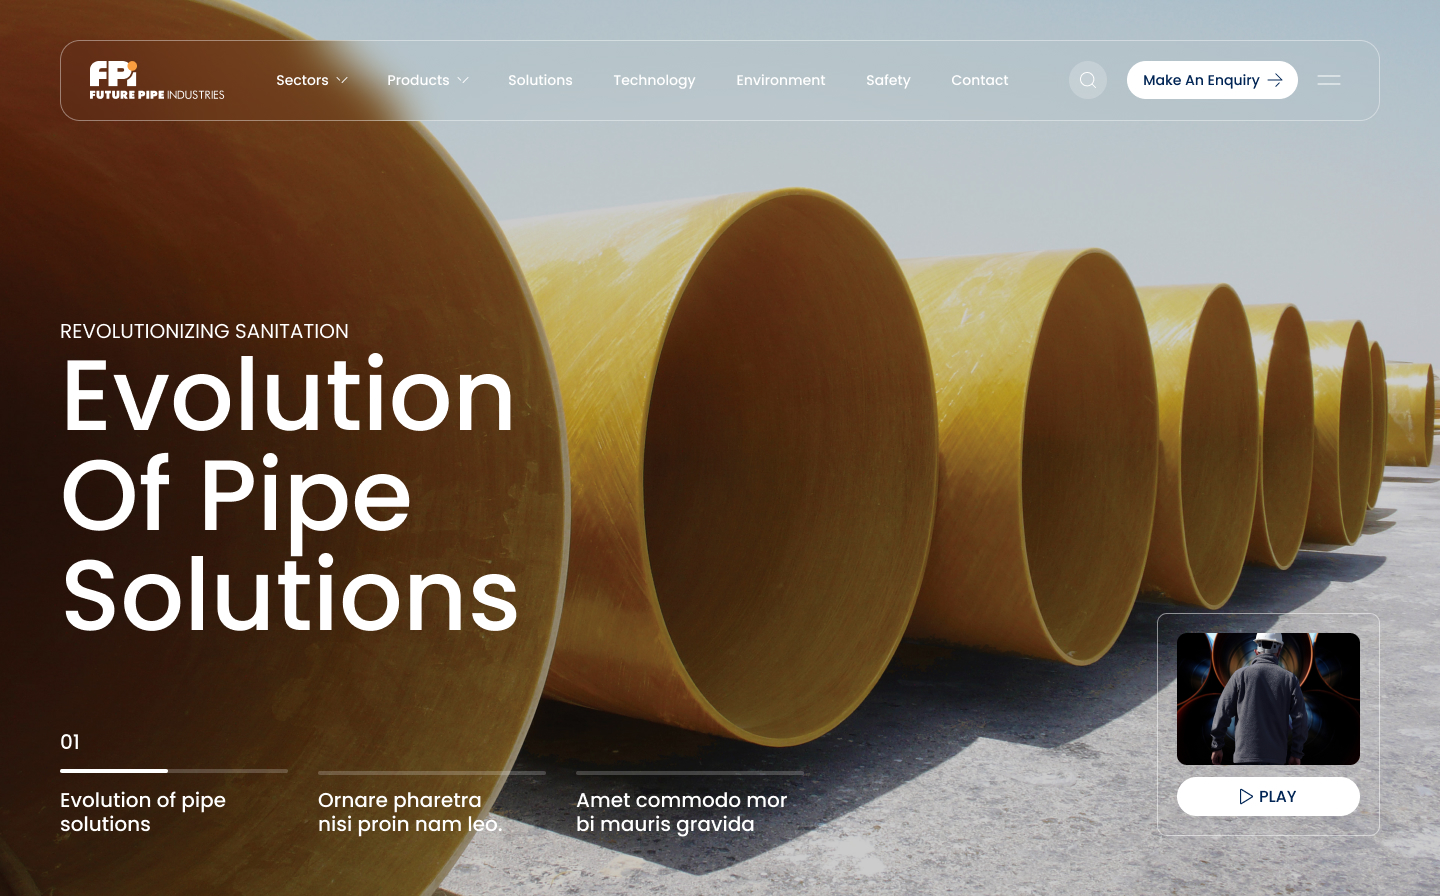 FPi
FUTURE PIPE INDUSTRIES
Sectors
Products
Solutions
Technology
Environment
Safety
Contact
Make An Enquiry
REVOLUTIONIZING SANITATION
Evolution
Of Pipe
Solutions
01
Evolution of pipe
solutions
Ornare pharetra
nisi proin nam leo.
Amet commodo mor
bi mauris gravida
PLAY